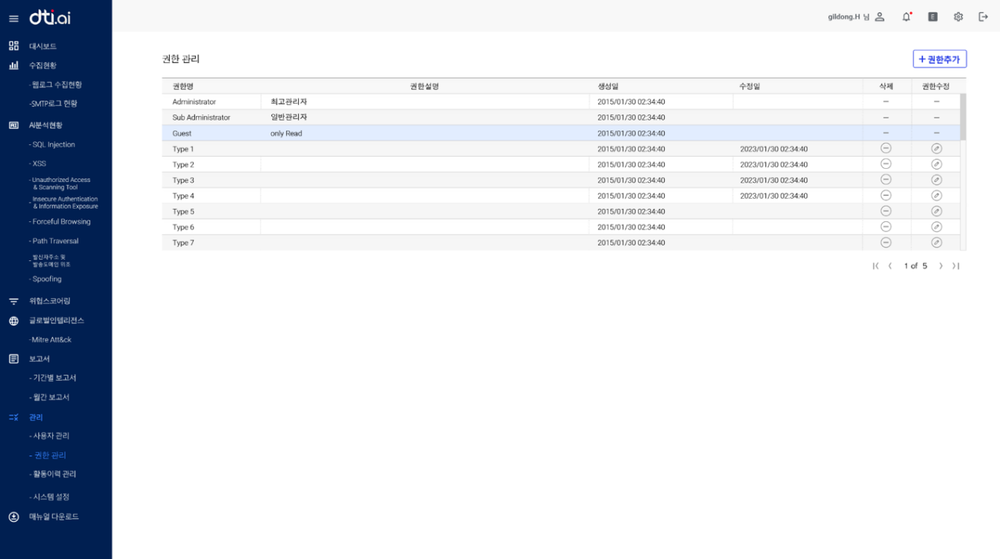 dti.ai
gildong.H 님
E
대시보드
수집현황
-웹로그 수집현황
-SMTP로그 현황
AI
AI분석현황
- SQL Injection
- XSS
- Unauthorized Access
& Scanning Tool
- Insecure Authentication
& Information Exposure
- Forceful Browsing
- Path Traversal
- 발신자주소 및
발송도메인 위조
- Spoofing
위협스코어링
글로벌인텔리전스
-Mitre Att&ck
보고서
- 기간별 보고서
- 월간 보고서
관리
- 사용자 관리
- 권한 관리
- 활동이력 관리
- 시스템 설정
매뉴얼 다운로드
권한 관리
+ 권한추가
권한명 권한설명 생성일 수정일 삭제 권한수정
Administrator 최고관리자 2015/01/30 02:34:40 – –
Sub Administrator 일반관리자 2015/01/30 02:34:40 – –
Guest only Read 2015/01/30 02:34:40 – –
Type 1 2015/01/30 02:34:40 2023/01/30 02:34:40
Type 2 2015/01/30 02:34:40 2023/01/30 02:34:40
Type 3 2015/01/30 02:34:40 2023/01/30 02:34:40
Type 4 2015/01/30 02:34:40 2023/01/30 02:34:40
Type 5 2015/01/30 02:34:40
Type 6 2015/01/30 02:34:40
Type 7 2015/01/30 02:34:40
1 of 5